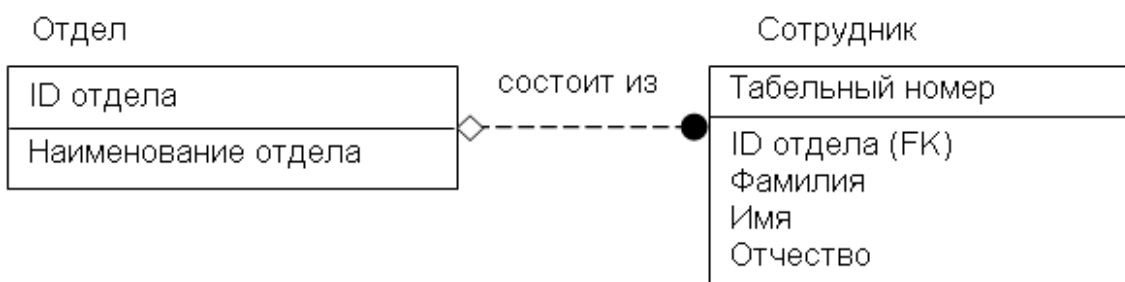 Отдел
ID отдела
Наименование отдела
состоит из
Сотрудник
Табельный номер
ID отдела (FK)
Фамилия
Имя
Отчество